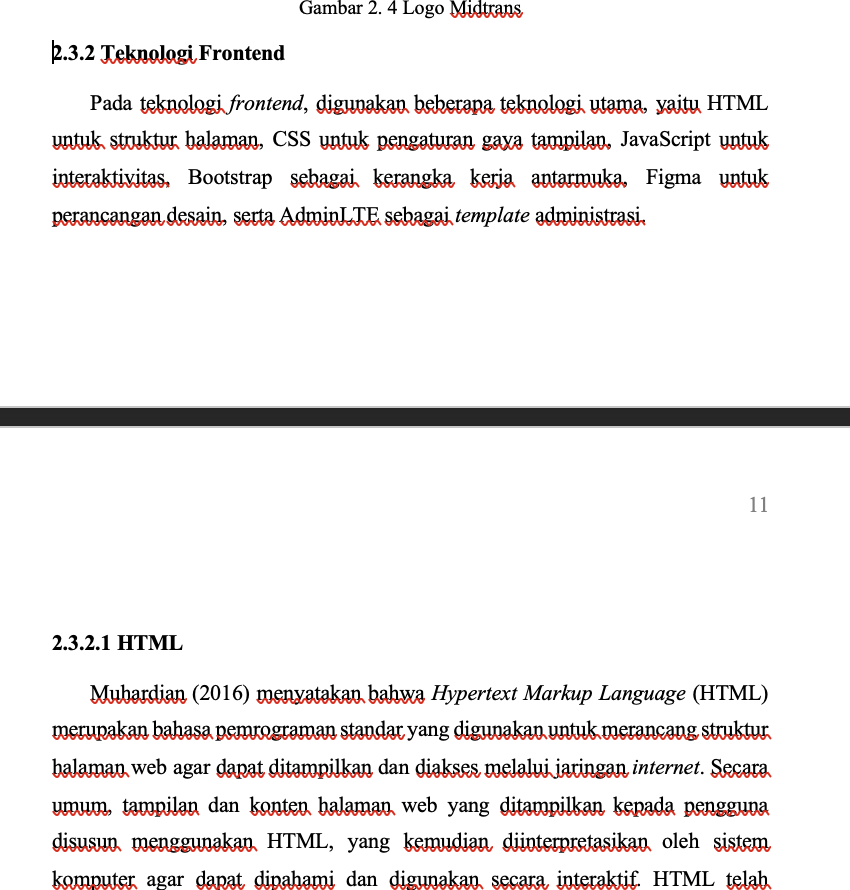 Gambar 2. 4 Logo Midtrans
2.3.2 Teknologi Frontend
Pada teknologi frontend, digunakan beberapa teknologi utama, yaitu HTML
untuk struktur halaman, CSS untuk pengaturan gaya tampilan, JavaScript untuk
interaktivitas, Bootstrap sebagai kerangka kerja antarmuka, Figma untuk
perancangan desain, serta AdminLTE sebagai template administrasi.
11
2.3.2.1 HTML
Muhardian (2016) menyatakan bahwa Hypertext Markup Language (HTML)
merupakan bahasa pemrograman standar yang digunakan untuk merancang struktur
halaman web agar dapat ditampilkan dan diakses melalui jaringan internet. Secara
umum, tampilan dan konten halaman web yang ditampilkan kepada pengguna
disusun menggunakan HTML, yang kemudian diinterpretasikan oleh sistem
komputer agar dapat dipahami dan digunakan secara interaktif. HTML telah